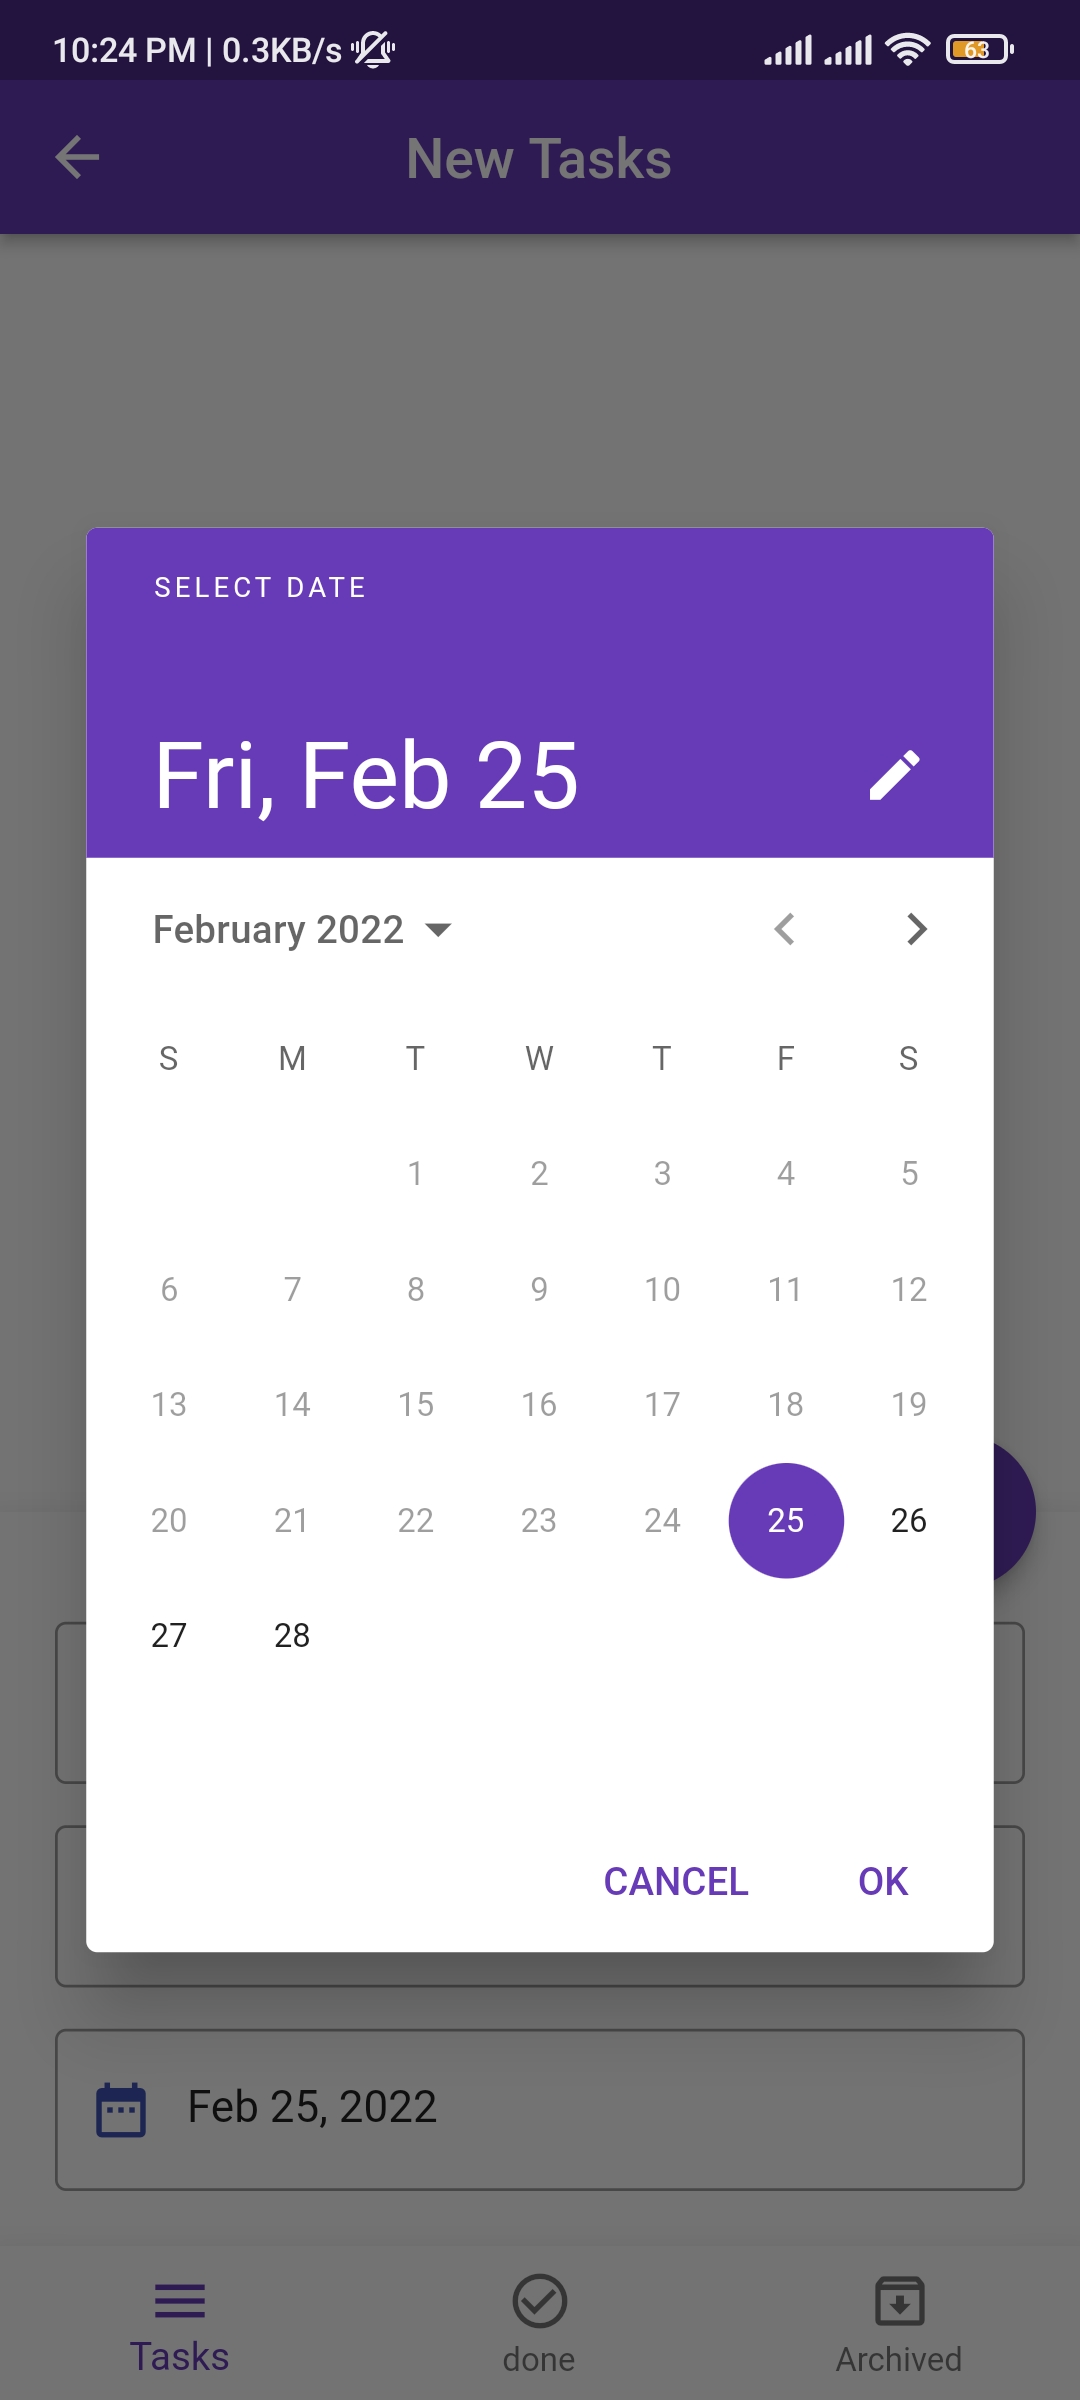 10:24 PM | 0.3KB/s 63
New Tasks
SELECT DATE
Fri, Feb 25
February 2022
S M T W T F S
1 2 3 4 5
6 7 8 9 10 11 12
13 14 15 16 17 18 19
20 21 22 23 24 25 26
27 28
CANCEL OK
Feb 25, 2022
Tasks done Archived